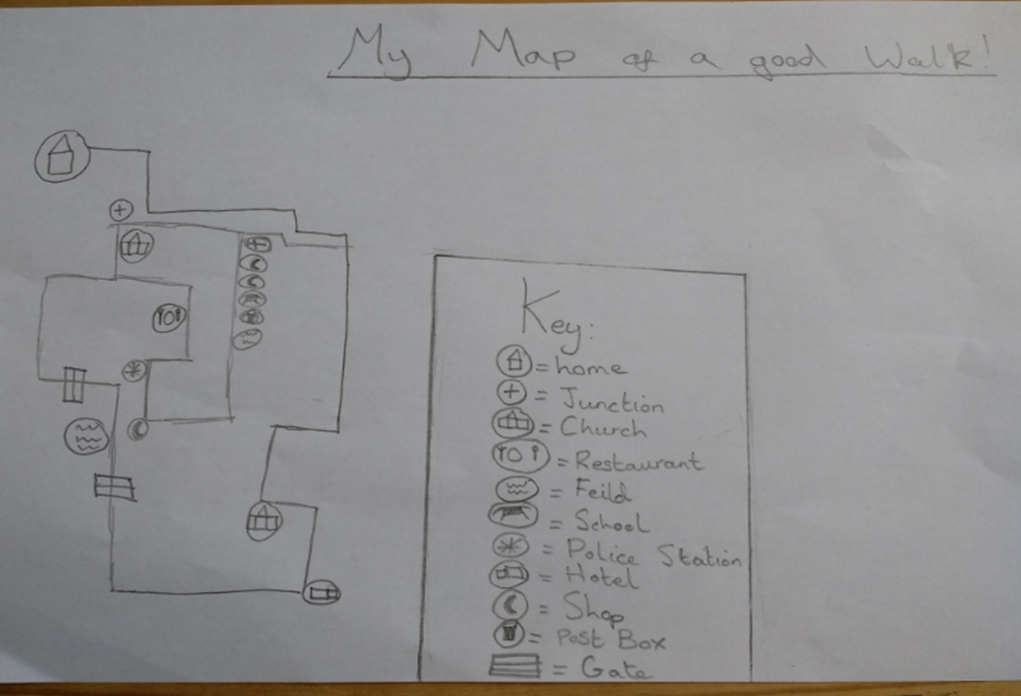 My Map of a good Walk!
Key:
= home
= Junction
= Church
= Restaurant
= Feild
= School
= Police Station
= Hotel
= Shop
= Post Box
= Gate